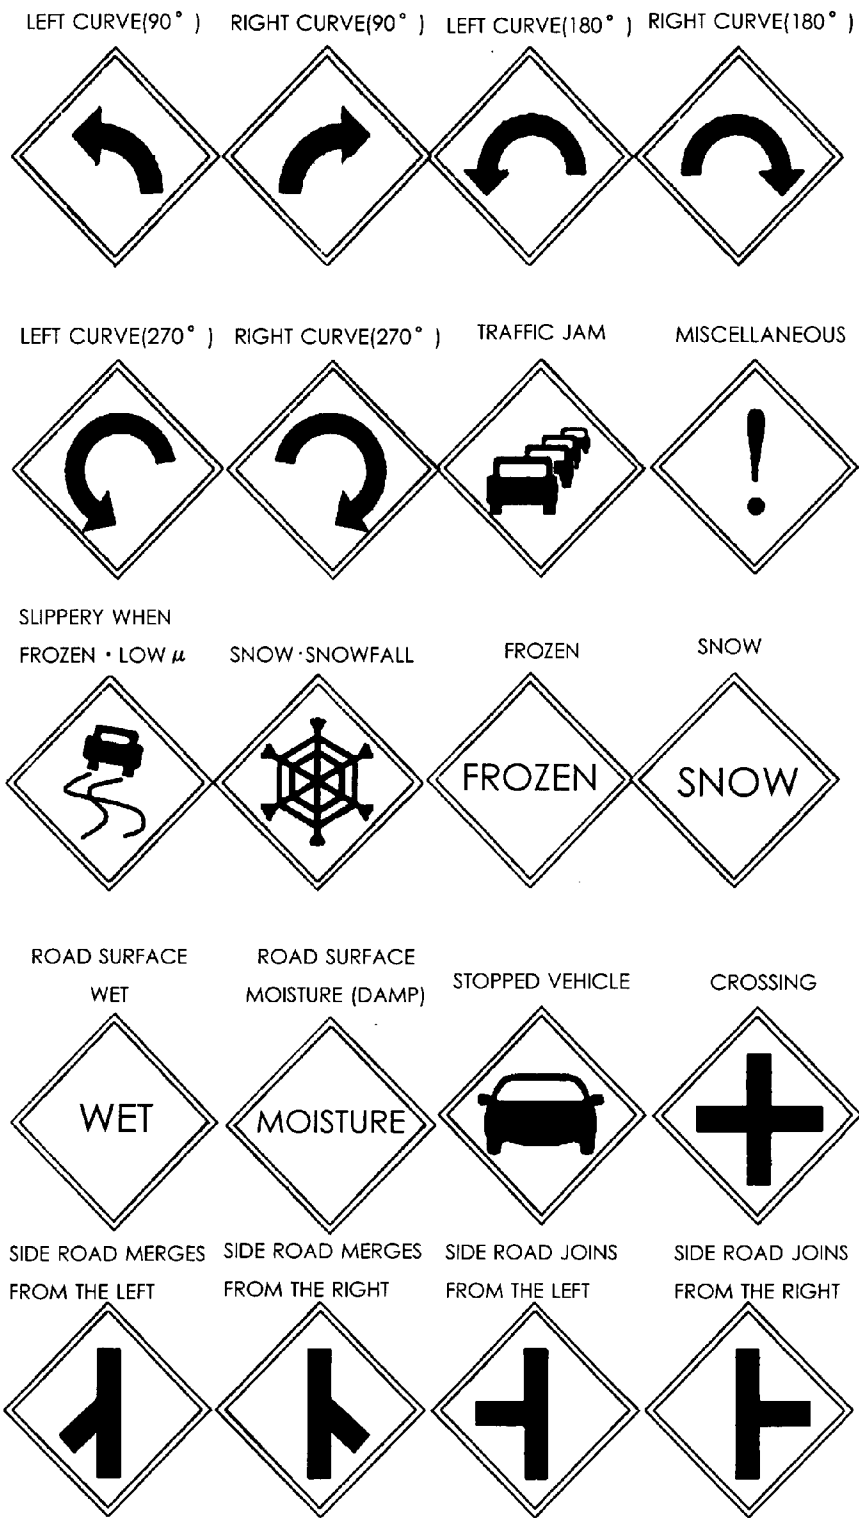 LEFT CURVE(90° ) RIGHT CURVE(90° ) LEFT CURVE(180° ) RIGHT CURVE(180° )
LEFT CURVE(270° ) RIGHT CURVE(270° ) TRAFFIC JAM MISCELLANEOUS
!
SLIPPERY WHEN
FROZEN・LOW μ SNOW·SNOWFALL FROZEN SNOW
FROZEN SNOW
ROAD SURFACE
WET
ROAD SURFACE
MOISTURE (DAMP)
STOPPED VEHICLE CROSSING
WET MOISTURE
SIDE ROAD MERGES
FROM THE LEFT
SIDE ROAD MERGES
FROM THE RIGHT
SIDE ROAD JOINS
FROM THE LEFT
SIDE ROAD JOINS
FROM THE RIGHT